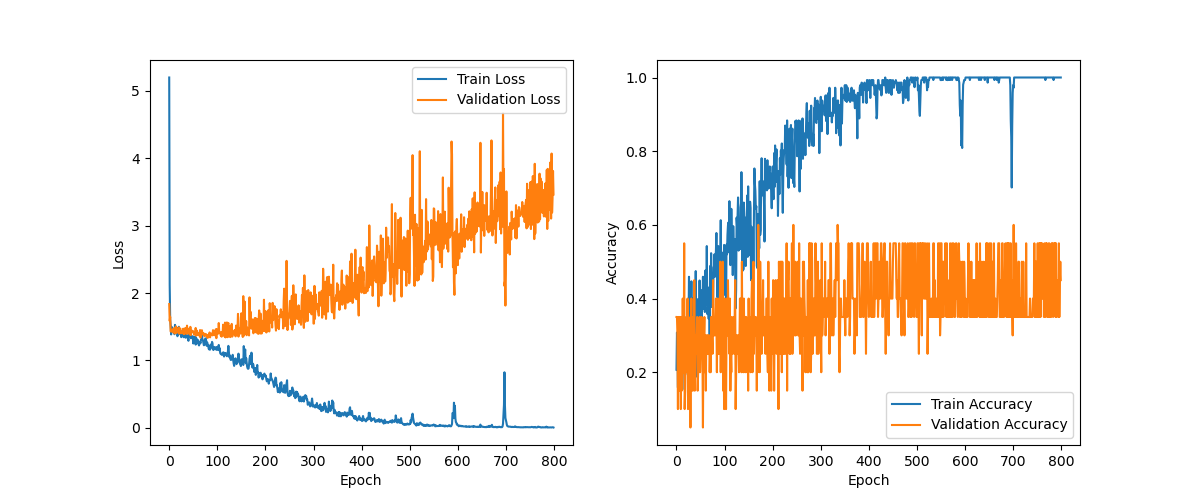 Train Loss
Validation Loss
5
4
3
2
1
0
Loss
0 100 200 300 400 500 600 700 800
Epoch
1.0
0.8
0.6
0.4
0.2
Accuracy
Train Accuracy
Validation Accuracy
0 100 200 300 400 500 600 700 800
Epoch